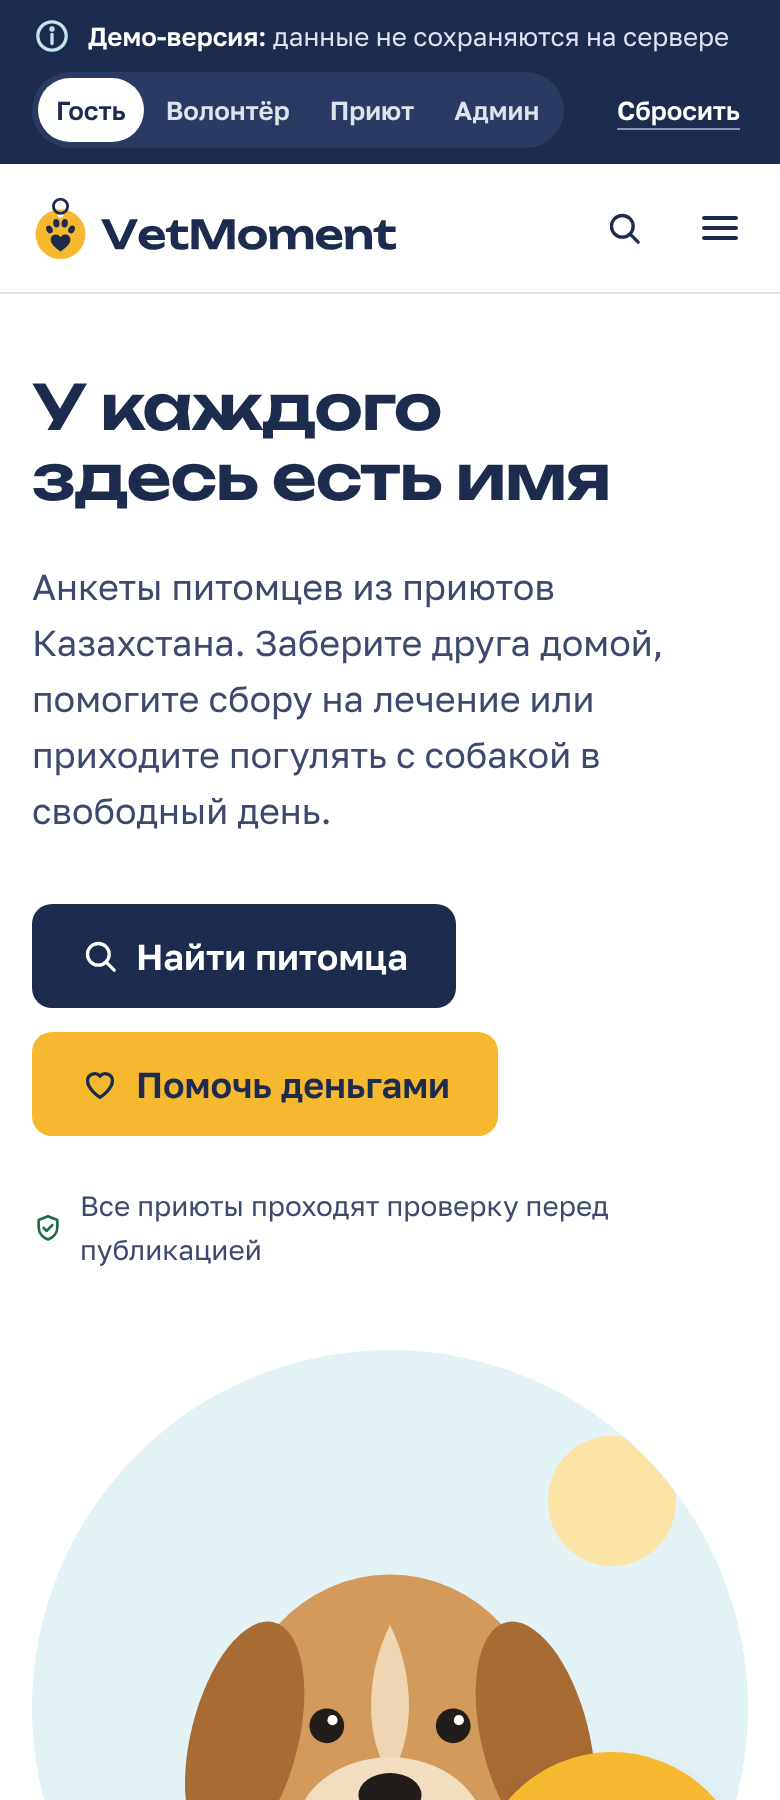 Демо-версия: данные не сохраняются на сервере
Гость Волонтёр Приют Админ Сбросить
VetMoment
У каждого
здесь есть имя
Анкеты питомцев из приютов
Казахстана. Заберите друга домой,
помогите сбору на лечение или
приходите погулять с собакой в
свободный день.
Найти питомца
Помочь деньгами
Все приюты проходят проверку перед
публикацией